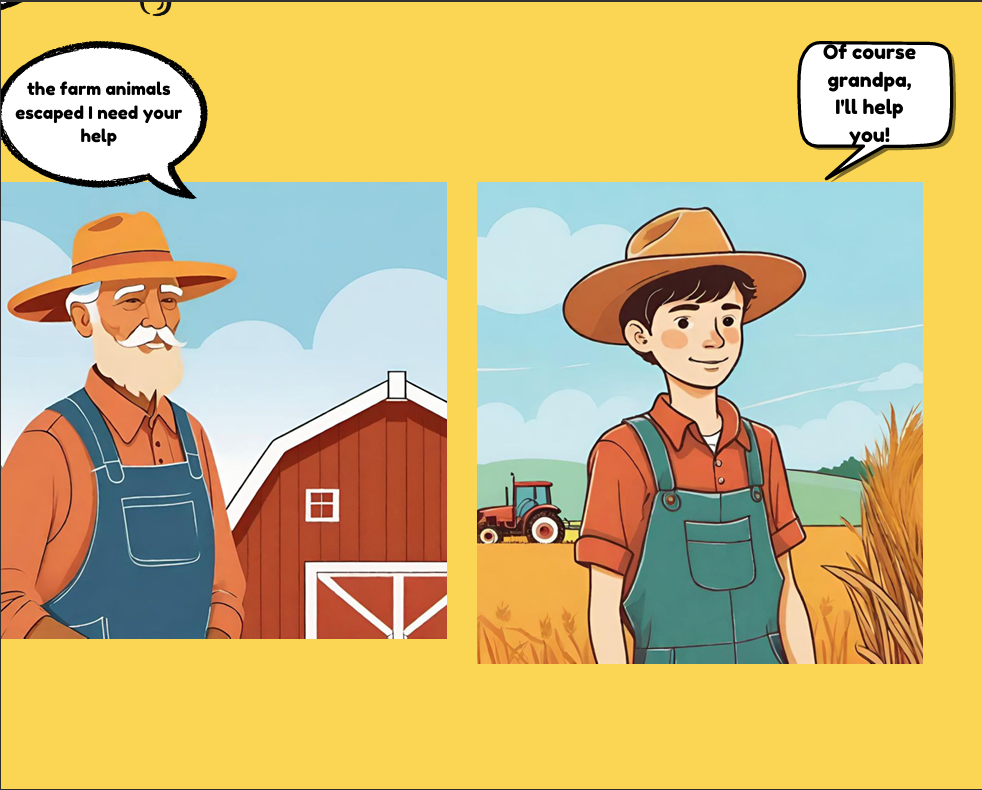 the farm animals
escaped I need your
help
Of course
grandpa,
I'll help
you!